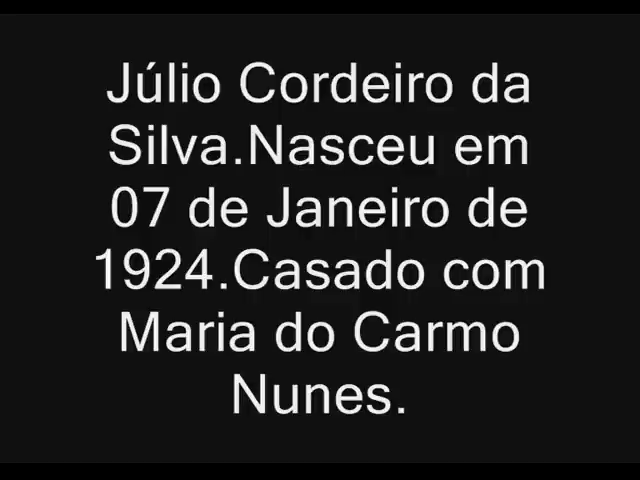 Júlio Cordeiro da
Silva.Nasceu em
07 de Janeiro de
1924.Casado com
Maria do Carmo
Nunes.